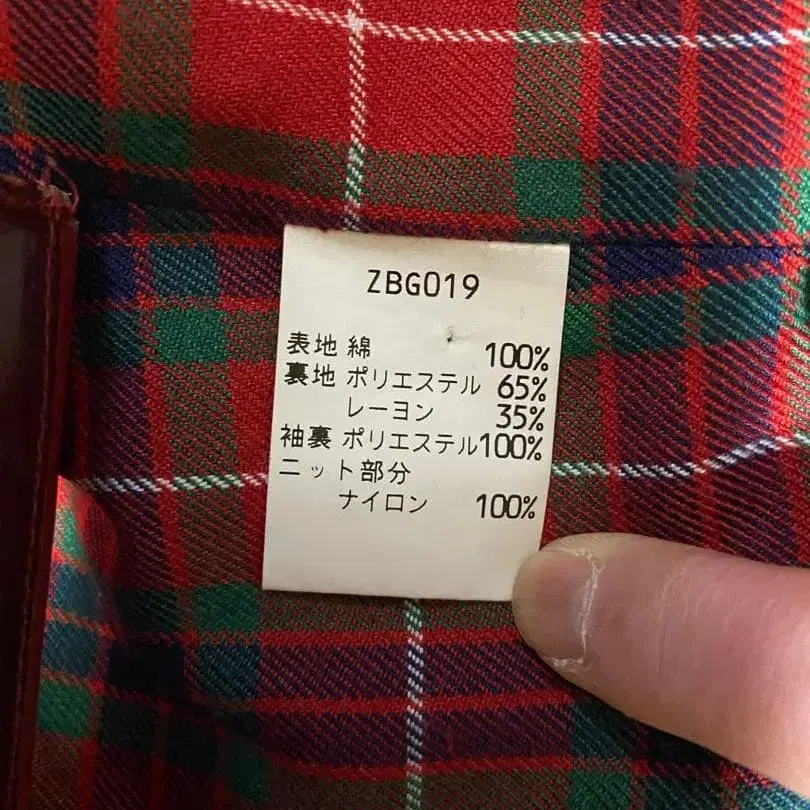 ZBG019
表地 綿 100%
裏地 ポリエステル 65%
レーヨン 35%
袖裏 ポリエステル100%
ニット部分
ナイロン 100%